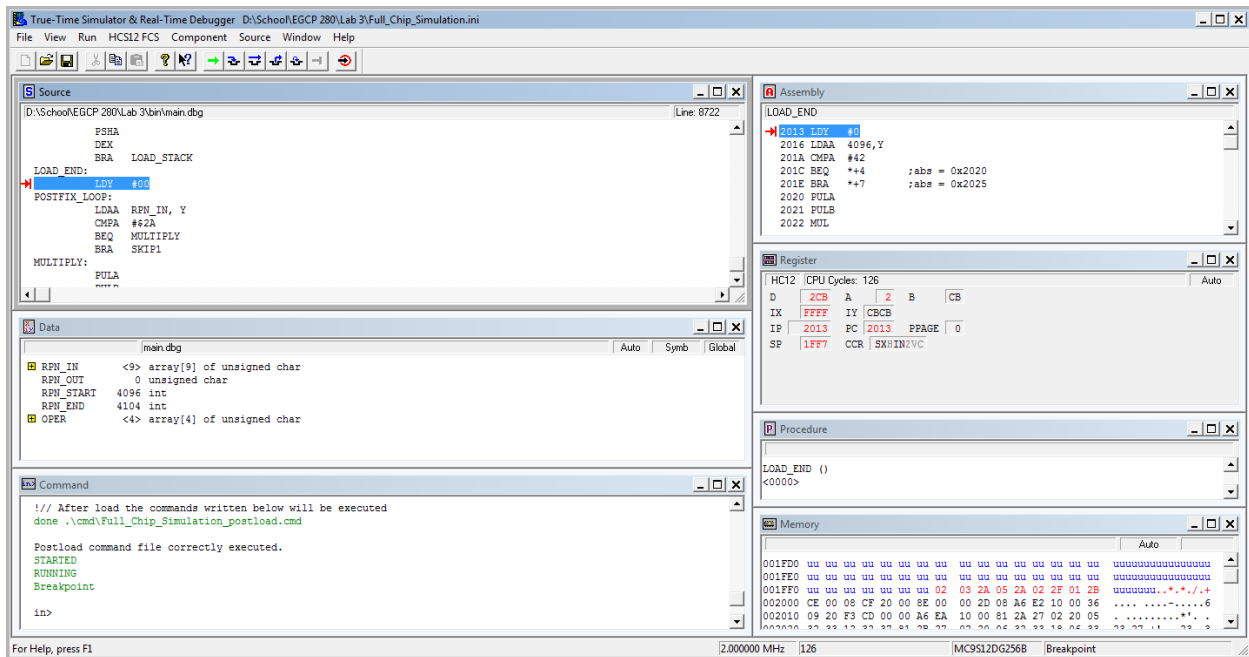 True-Time Simulator & Real-Time Debugger D:\School\EGCP 280\Lab 3\Full_Chip_Simulation.ini
File View Run HCS12 FCS Component Source Window Help
Source
D:\School\EGCP 280\Lab 3\bin\main.dbg Line: 8722
PSHA
DEX
BRA LOAD_STACK
LOAD_END:
LDY #00
POSTFIX_LOOP:
LDAA RPN_IN, Y
CMPA #$2A
BEQ MULTIPLY
BRA SKIP1
MULTIPLY:
PULA
Data
main.dbg Auto Symb Global
RPN_IN <9> array[9] of unsigned char
RPN_OUT 0 unsigned char
RPN_START 4096 int
RPN_END 4104 int
OPER <4> array[4] of unsigned char
Command
!// After load the commands written below will be executed
done .\cmd\Full_Chip_Simulation_postload.cmd
Postload command file correctly executed.
STARTED
RUNNING
Breakpoint
in>
Assembly
LOAD_END
2013 LDY #0
2016 LDAA 4096,Y
201A CMPA #42
201C BEQ *+4 ;abs = 0x2020
201E BRA *+7 ;abs = 0x2025
2020 PULA
2021 PULB
2022 MUL
Register
HC12 CPU Cycles: 126 Auto
D 2CB A 2 B CB
IX FFFF IY CBCB
IP 2013 PC 2013 PPAGE 0
SP 1FF7 CCR SXHINZVC
Procedure
LOAD_END ()
<0000>
Memory
Auto
001FD0 uu uu uu uu uu uu uu uu uu uu uu uu uu uu uu uu uuuuuuuuuuuuuuuu
001FE0 uu uu uu uu uu uu uu uu uu uu uu uu uu uu uu uu uuuuuuuuuuuuuuuu
001FF0 uu uu uu uu uu uu uu 02 03 2A 05 2A 02 2F 01 2B uuuuuuu..*.*./.+
002000 CE 00 08 CF 20 00 8E 00 00 2D 08 A6 E2 10 00 36 .... ....-.....6
002010 09 20 F3 CD 00 00 A6 EA 10 00 81 2A 27 02 20 05 . .........*'. .
For Help, press F1 2.000000 MHz 126 MC9S12DG256B Breakpoint